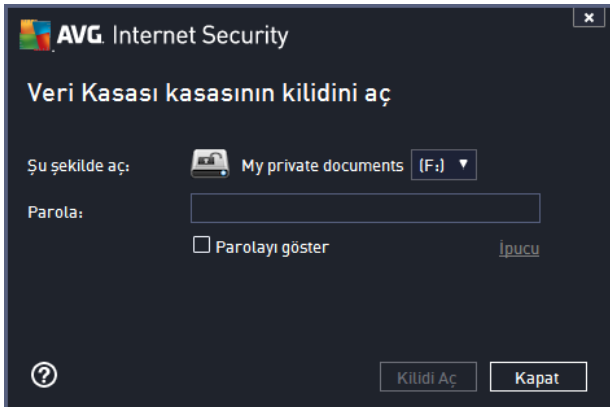 AVG. Internet Security
Veri Kasası kasasının kilidini aç
Şu şekilde aç: My private documents (F:)
Parola:
Parolayı göster İpucu
Kilidi Aç Kapat